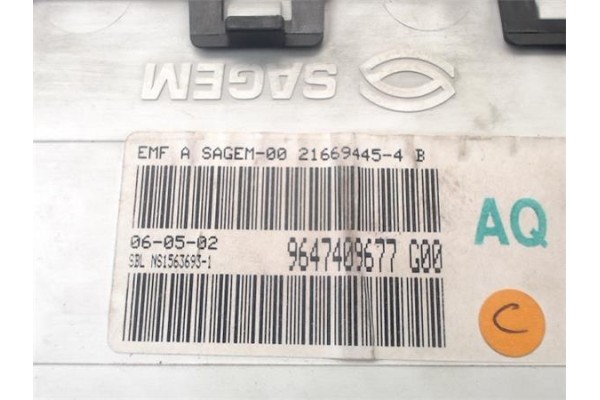 SAGEM
EMF A SAGEM-00 21669445-4 B
06-05-02
9647409677 G00
SBL NS1563693-1
AQ
C